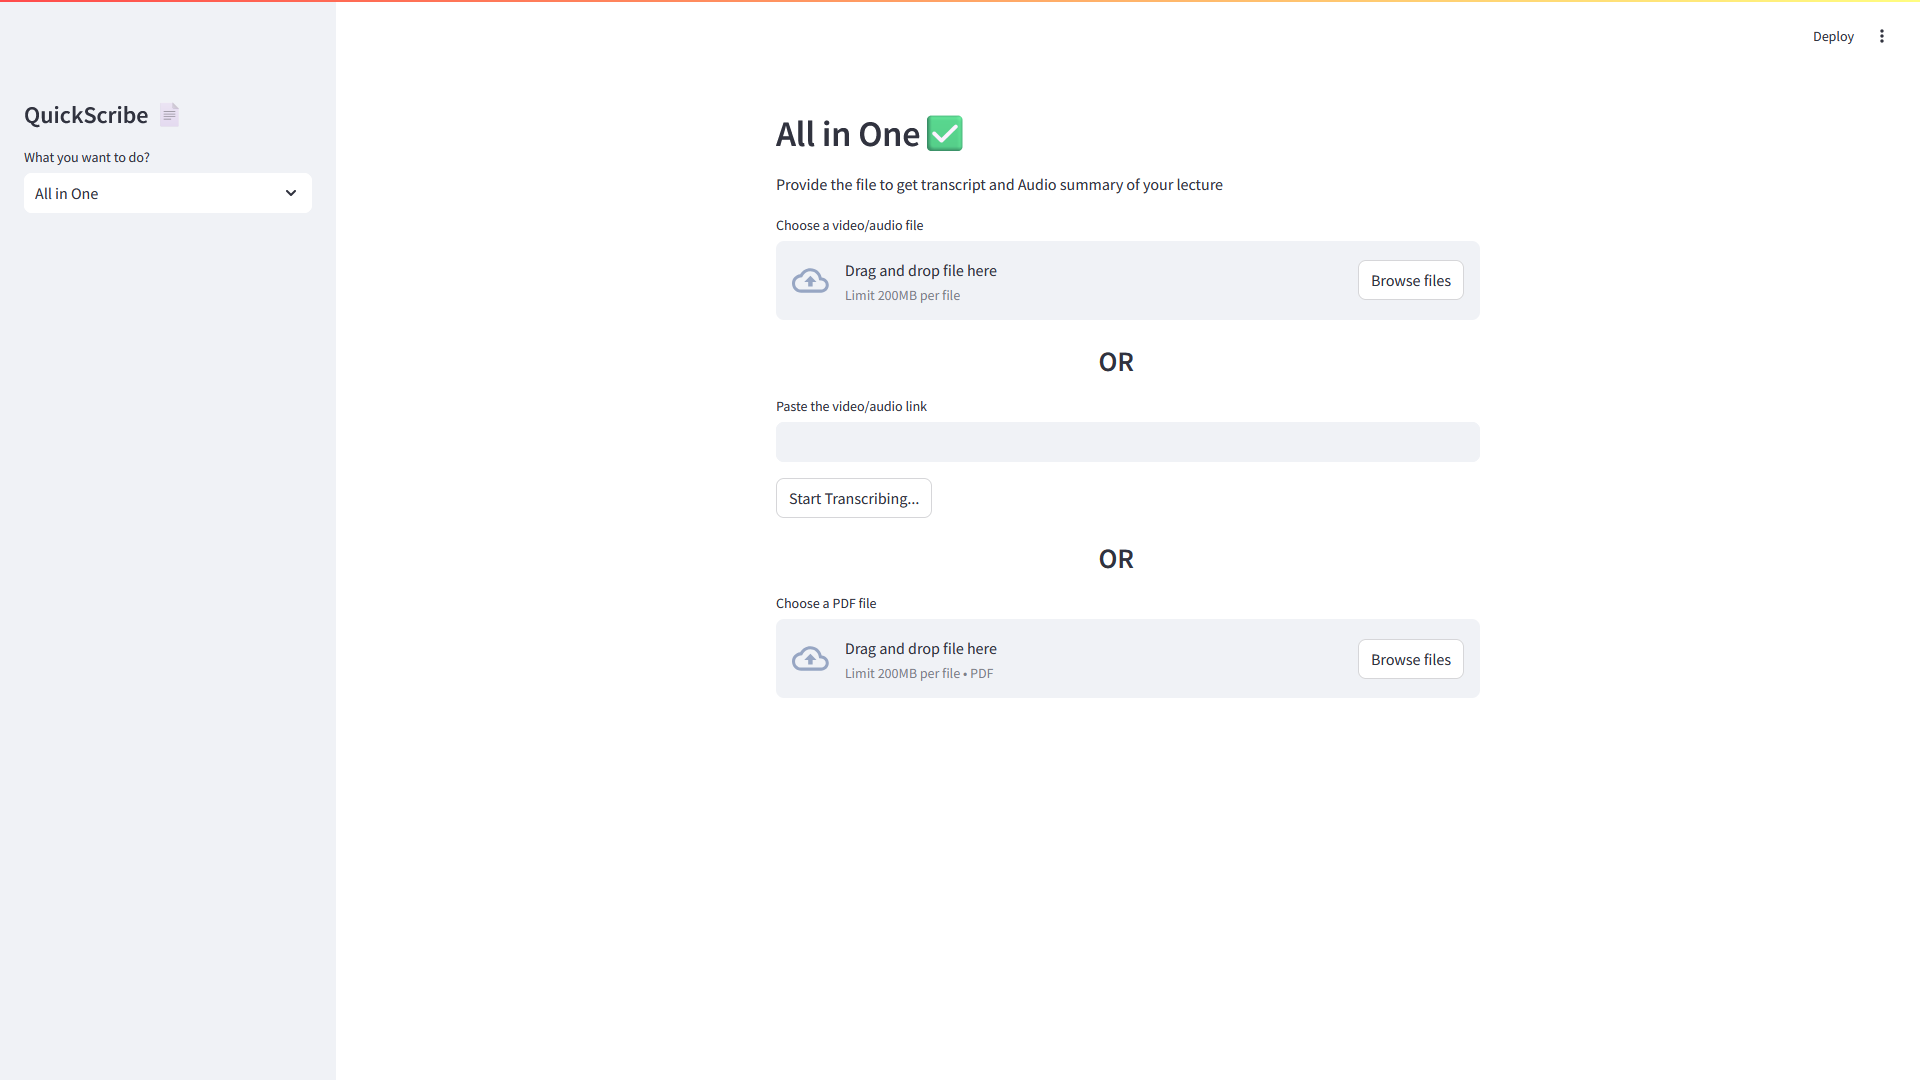 Deploy
QuickScribe
What you want to do?
All in One
All in One
Provide the file to get transcript and Audio summary of your lecture
Choose a video/audio file
Drag and drop file here
Limit 200MB per file
Browse files
OR
Paste the video/audio link
Start Transcribing...
OR
Choose a PDF file
Drag and drop file here
Limit 200MB per file • PDF
Browse files